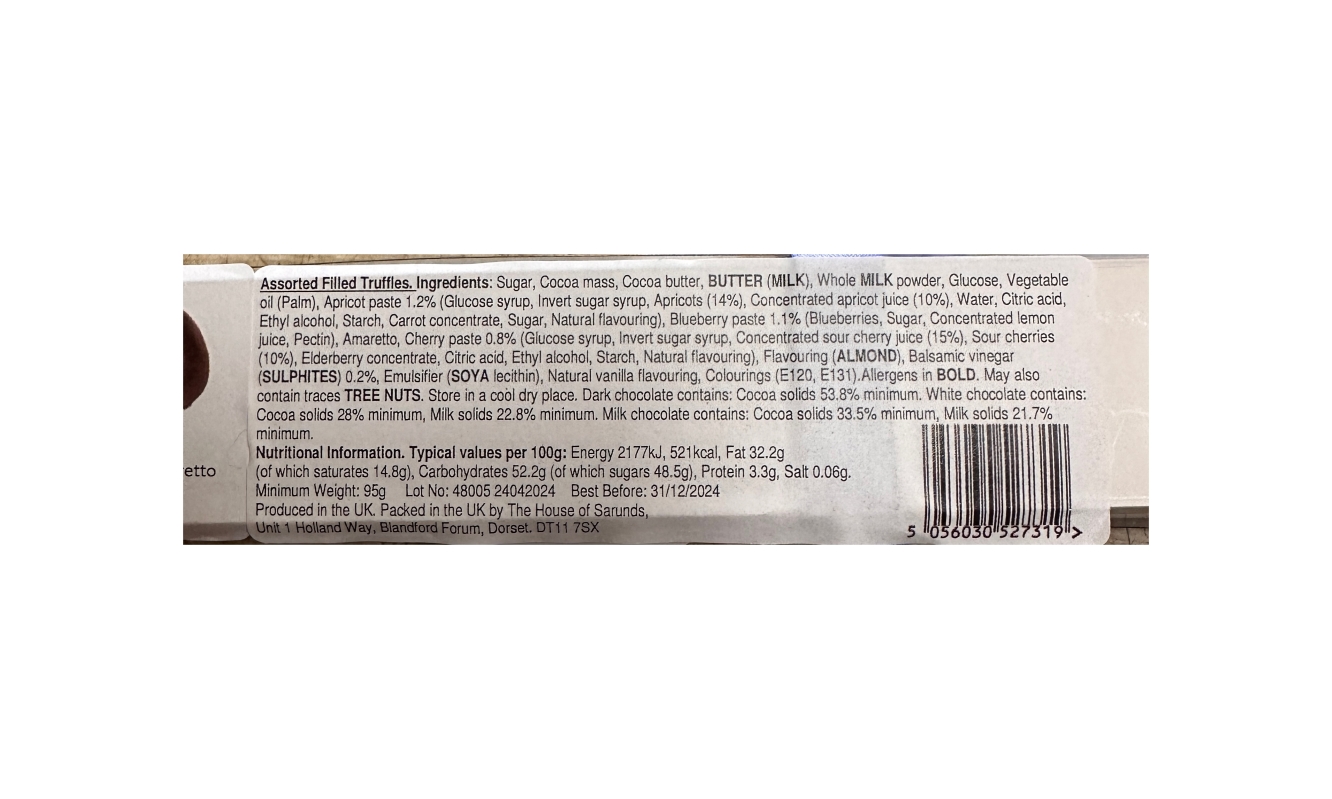 Assorted Filled Truffles. Ingredients: Sugar, Cocoa mass, Cocoa butter, BUTTER (MILK), Whole MILK powder, Glucose, Vegetable
oil (Palm), Apricot paste 1.2% (Glucose syrup, Invert sugar syrup, Apricots (14%), Concentrated apricot juice (10%), Water, Citric acid,
Ethyl alcohol, Starch, Carrot concentrate, Sugar, Natural flavouring), Blueberry paste 1.1% (Blueberries, Sugar, Concentrated lemon
juice, Pectin), Amaretto, Cherry paste 0.8% (Glucose syrup, Invert sugar syrup, Concentrated sour cherry juice (15%), Sour cherries
(10%), Elderberry concentrate, Citric acid, Ethyl alcohol, Starch, Natural flavouring), Flavouring (ALMOND), Balsamic vinegar
(SULPHITES) 0.2%, Emulsifier (SOYA lecithin), Natural vanilla flavouring, Colourings (E120, E131).Allergens in BOLD. May also
contain traces TREE NUTS. Store in a cool dry place. Dark chocolate contains: Cocoa solids 53.8% minimum. White chocolate contains:
Cocoa solids 28% minimum, Milk solids 22.8% minimum. Milk chocolate contains: Cocoa solids 33.5% minimum, Milk solids 21.7%
minimum.
Nutritional Information. Typical values per 100g: Energy 2177kJ, 521kcal, Fat 32.2g
(of which saturates 14.8g), Carbohydrates 52.2g (of which sugars 48.5g), Protein 3.3g, Salt 0.06g.
Minimum Weight: 95g Lot No: 48005 24042024 Best Before: 31/12/2024
Produced in the UK. Packed in the UK by The House of Sarunds,
Unit 1 Holland Way, Blandford Forum, Dorset. DT11 7SX
etto
5 056030 527319 >